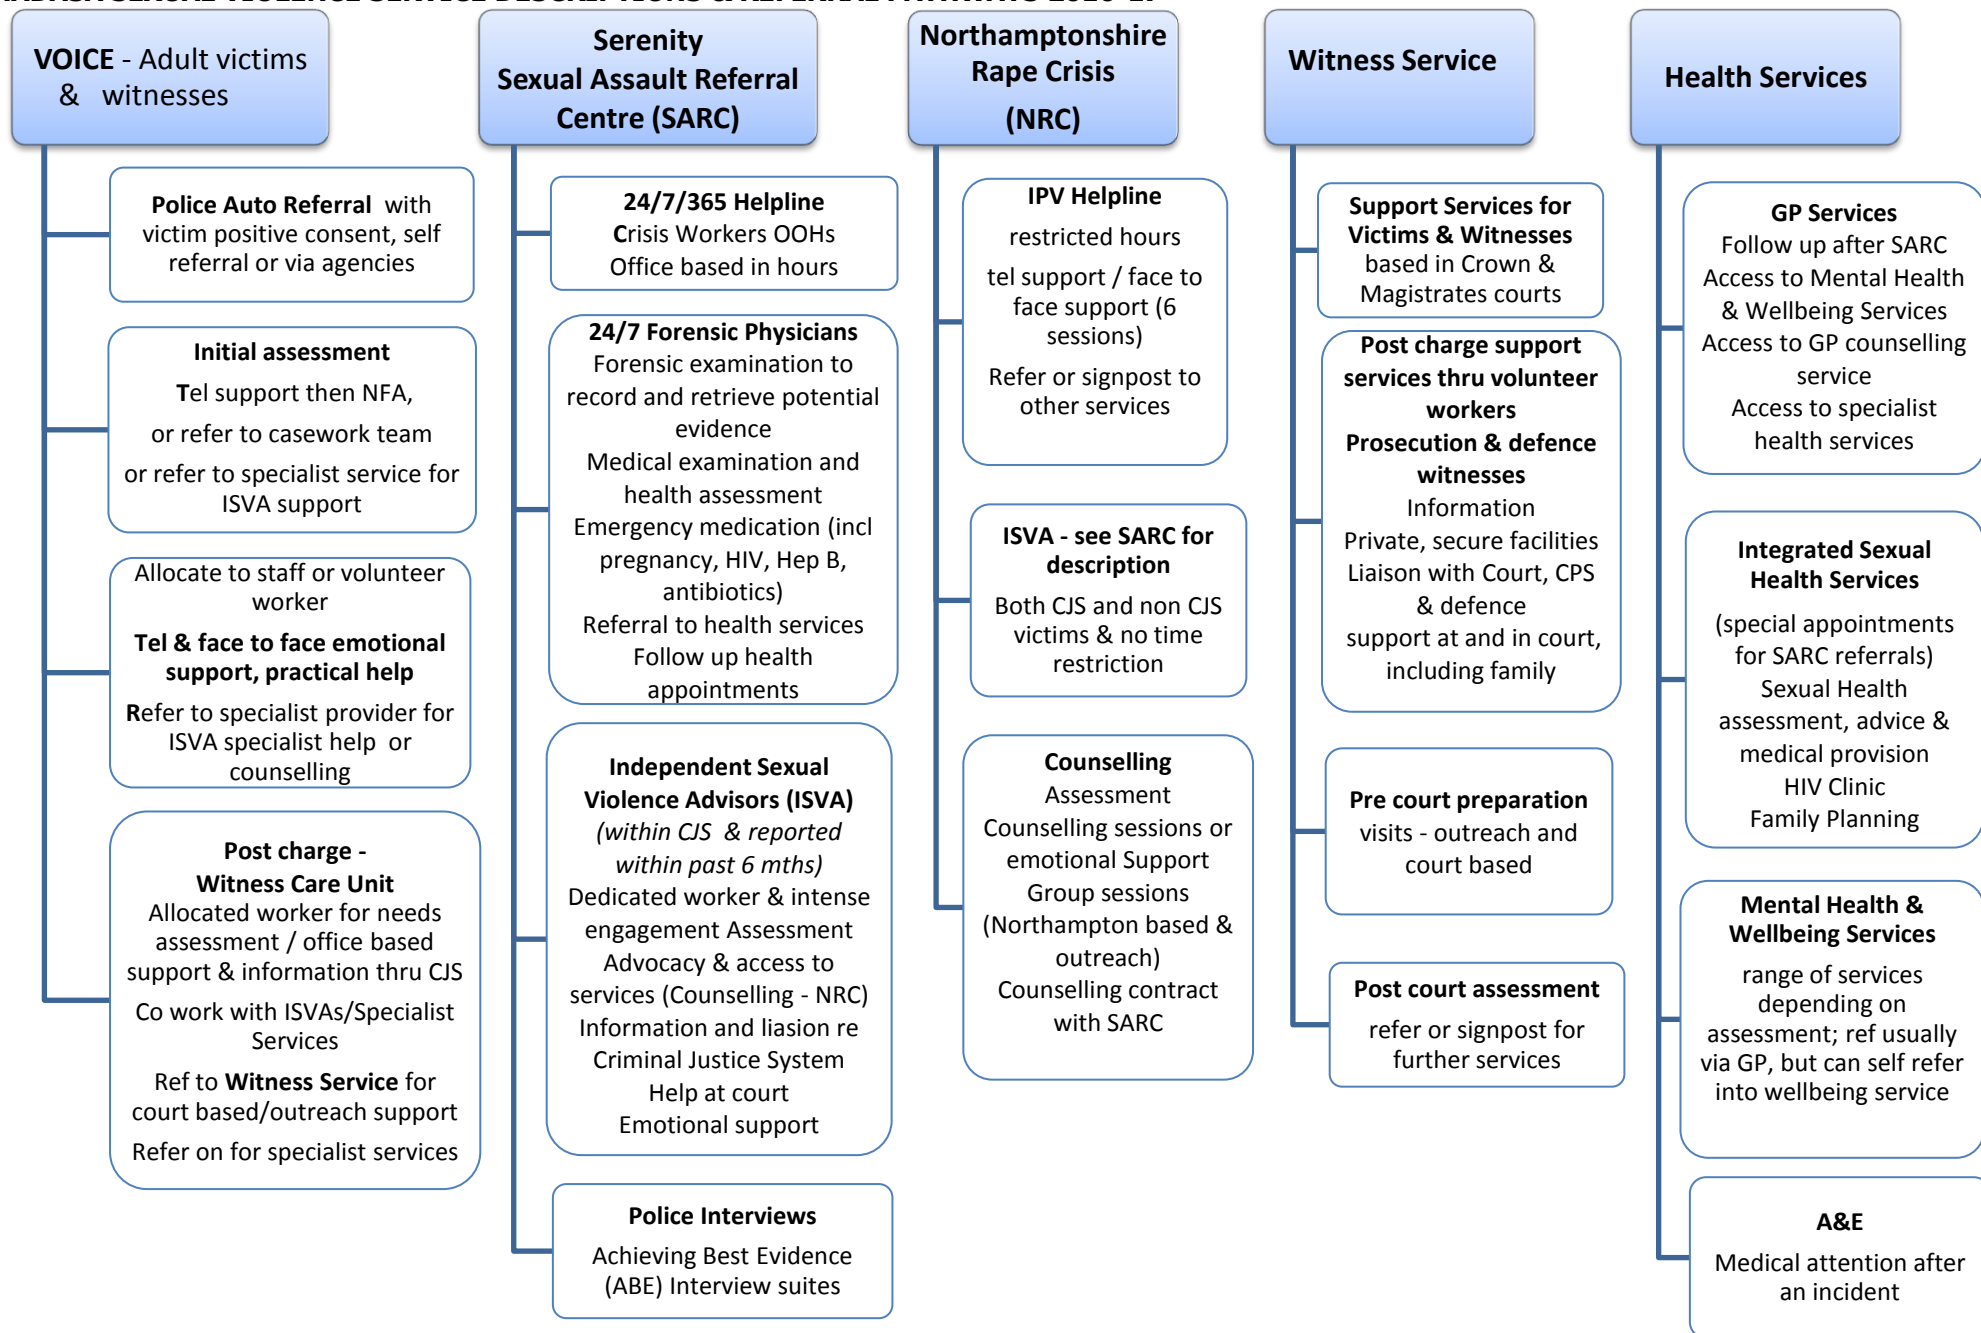 SEXUAL VIOLENCE SERVICE DESCRIPTIONS & REFERRAL PATHWAYS 2016-17
VOICE - Adult victims
& witnesses
Police Auto Referral with
victim positive consent, self
referral or via agencies
Initial assessment
Tel support then NFA,
or refer to casework team
or refer to specialist service for
ISVA support
Allocate to staff or volunteer
worker
Tel & face to face emotional
support, practical help
Refer to specialist provider for
ISVA specialist help or
counselling
Post charge -
Witness Care Unit
Allocated worker for needs
assessment / office based
support & information thru CJS
Co work with ISVAs/Specialist
Services
Ref to Witness Service for
court based/outreach support
Refer on for specialist services
Serenity
Sexual Assault Referral
Centre (SARC)
24/7/365 Helpline
Crisis Workers OOHs
Office based in hours
24/7 Forensic Physicians
Forensic examination to
record and retrieve potential
evidence
Medical examination and
health assessment
Emergency medication (incl
pregnancy, HIV, Hep B,
antibiotics)
Referral to health services
Follow up health
appointments
Independent Sexual
Violence Advisors (ISVA)
(within CJS & reported
within past 6 mths)
Dedicated worker & intense
engagement Assessment
Advocacy & access to
services (Counselling - NRC)
Information and liasion re
Criminal Justice System
Help at court
Emotional support
Police Interviews
Achieving Best Evidence
(ABE) Interview suites
Northamptonshire
Rape Crisis
(NRC)
IPV Helpline
restricted hours
tel support / face to
face support (6
sessions)
Refer or signpost to
other services
ISVA - see SARC for
description
Both CJS and non CJS
victims & no time
restriction
Counselling
Assessment
Counselling sessions or
emotional Support
Group sessions
(Northampton based &
outreach)
Counselling contract
with SARC
Witness Service
Support Services for
Victims & Witnesses
based in Crown &
Magistrates courts
Post charge support
services thru volunteer
workers
Prosecution & defence
witnesses
Information
Private, secure facilities
Liaison with Court, CPS
& defence
support at and in court,
including family
Pre court preparation
visits - outreach and
court based
Post court assessment
refer or signpost for
further services
Health Services
GP Services
Follow up after SARC
Access to Mental Health
& Wellbeing Services
Access to GP counselling
service
Access to specialist
health services
Integrated Sexual
Health Services
(special appointments
for SARC referrals)
Sexual Health
assessment, advice &
medical provision
HIV Clinic
Family Planning
Mental Health &
Wellbeing Services
range of services
depending on
assessment; ref usually
via GP, but can self refer
into wellbeing service
A&E
Medical attention after
an incident